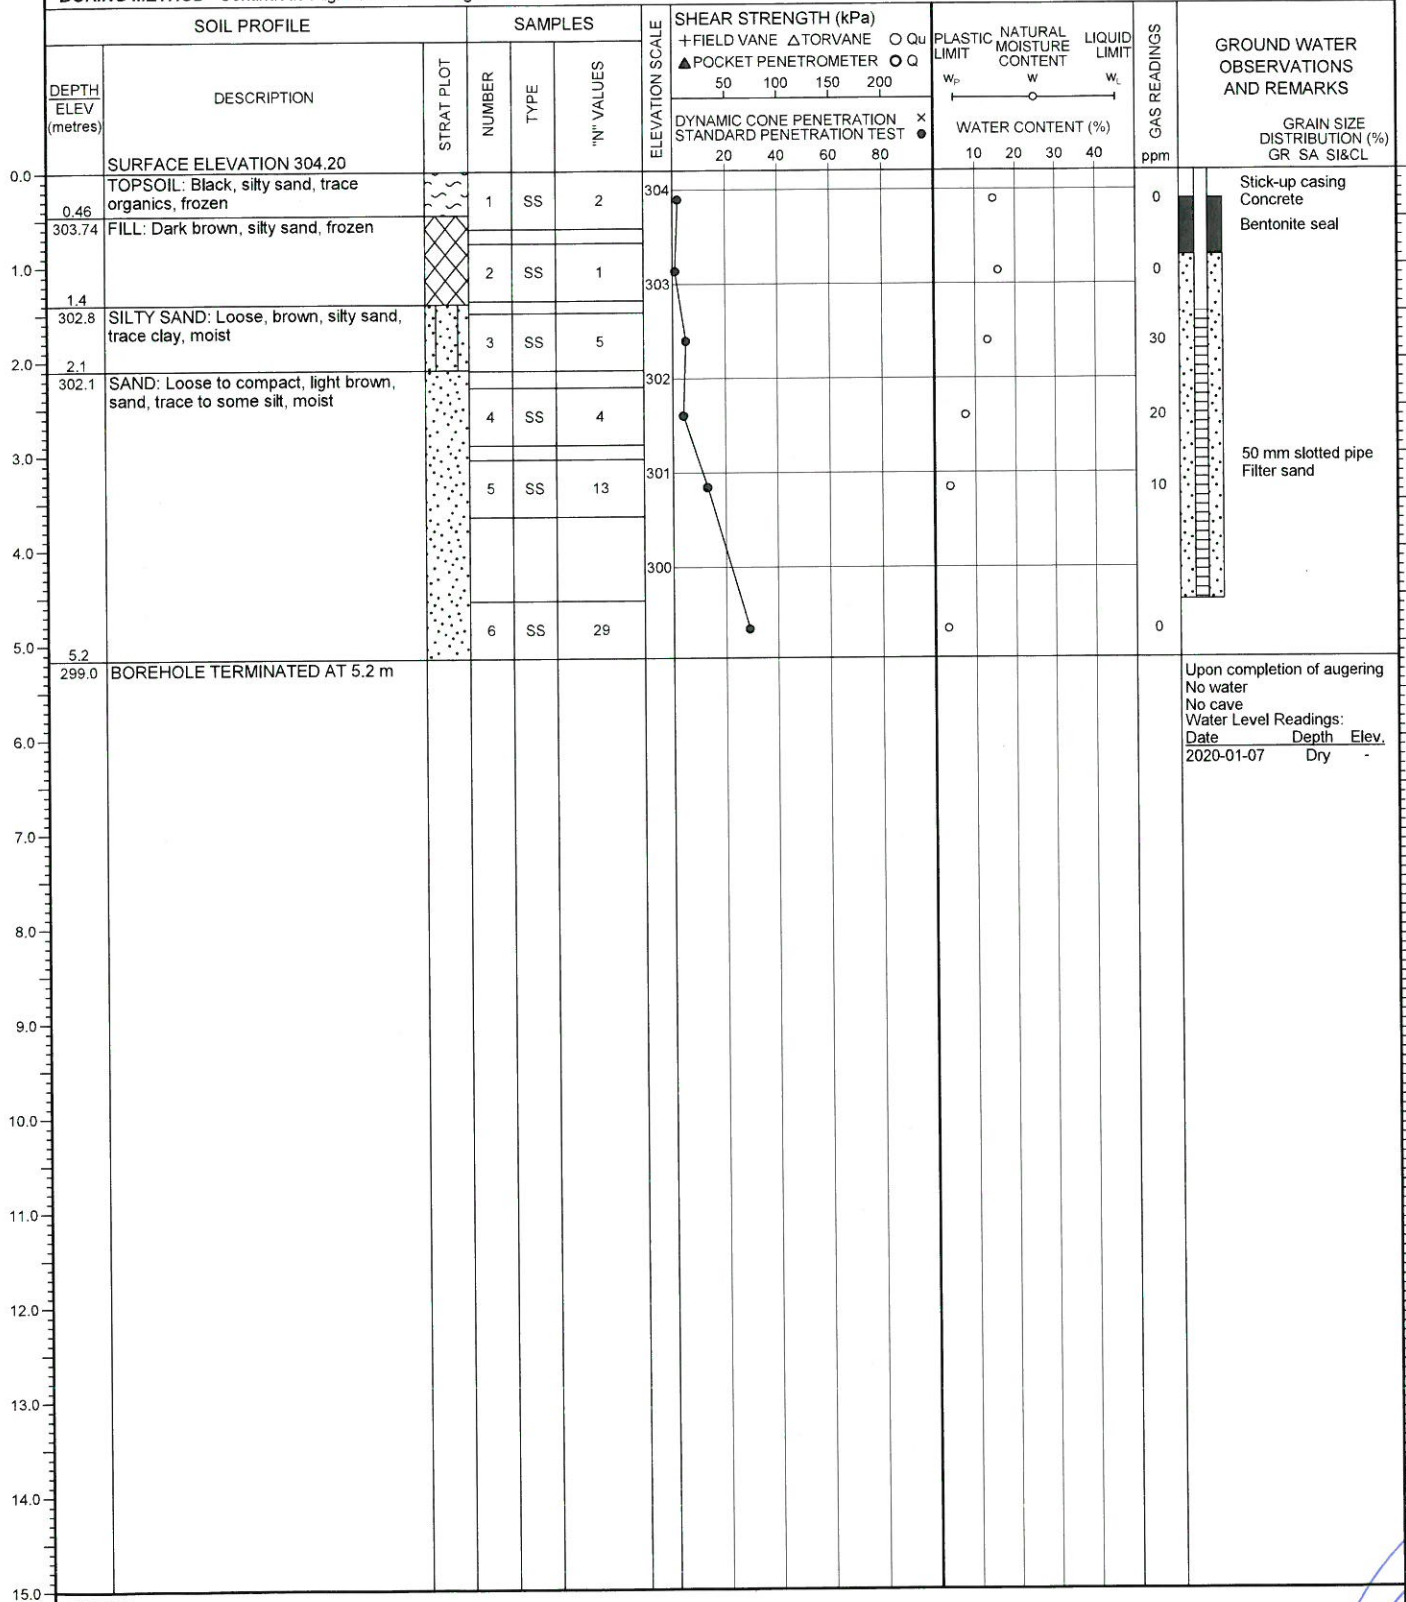 SOIL PROFILE
SAMPLES
DEPTH
ELEV
(metres)
DESCRIPTION
STRAT PLOT
NUMBER
TYPE
"N" VALUES
ELEVATION SCALE
SHEAR STRENGTH (kPa)
+FIELD VANE △TORVANE ○ Qu
▲POCKET PENETROMETER ○ Q
50 100 150 200
DYNAMIC CONE PENETRATION ×
STANDARD PENETRATION TEST ●
20 40 60 80
PLASTIC LIMIT
NATURAL MOISTURE CONTENT
LIQUID LIMIT
WP W WL
WATER CONTENT (%)
10 20 30 40
GAS READINGS
ppm
GROUND WATER
OBSERVATIONS
AND REMARKS
GRAIN SIZE
DISTRIBUTION (%)
GR SA SI&CL
SURFACE ELEVATION 304.20
0.0
TOPSOIL: Black, silty sand, trace
organics, frozen
0.46
303.74 FILL: Dark brown, silty sand, frozen
1.0
1.4
302.8 SILTY SAND: Loose, brown, silty sand,
trace clay, moist
2.0
2.1
302.1 SAND: Loose to compact, light brown,
sand, trace to some silt, moist
3.0
4.0
5.0
5.2
299.0 BOREHOLE TERMINATED AT 5.2 m
1 SS 2
2 SS 1
3 SS 5
4 SS 4
5 SS 13
6 SS 29
304
303
302
301
300
0
0
30
20
10
0
Stick-up casing
Concrete
Bentonite seal
50 mm slotted pipe
Filter sand
Upon completion of augering
No water
No cave
Water Level Readings:
Date Depth Elev.
2020-01-07 Dry -
6.0
7.0
8.0
9.0
10.0
11.0
12.0
13.0
14.0
15.0